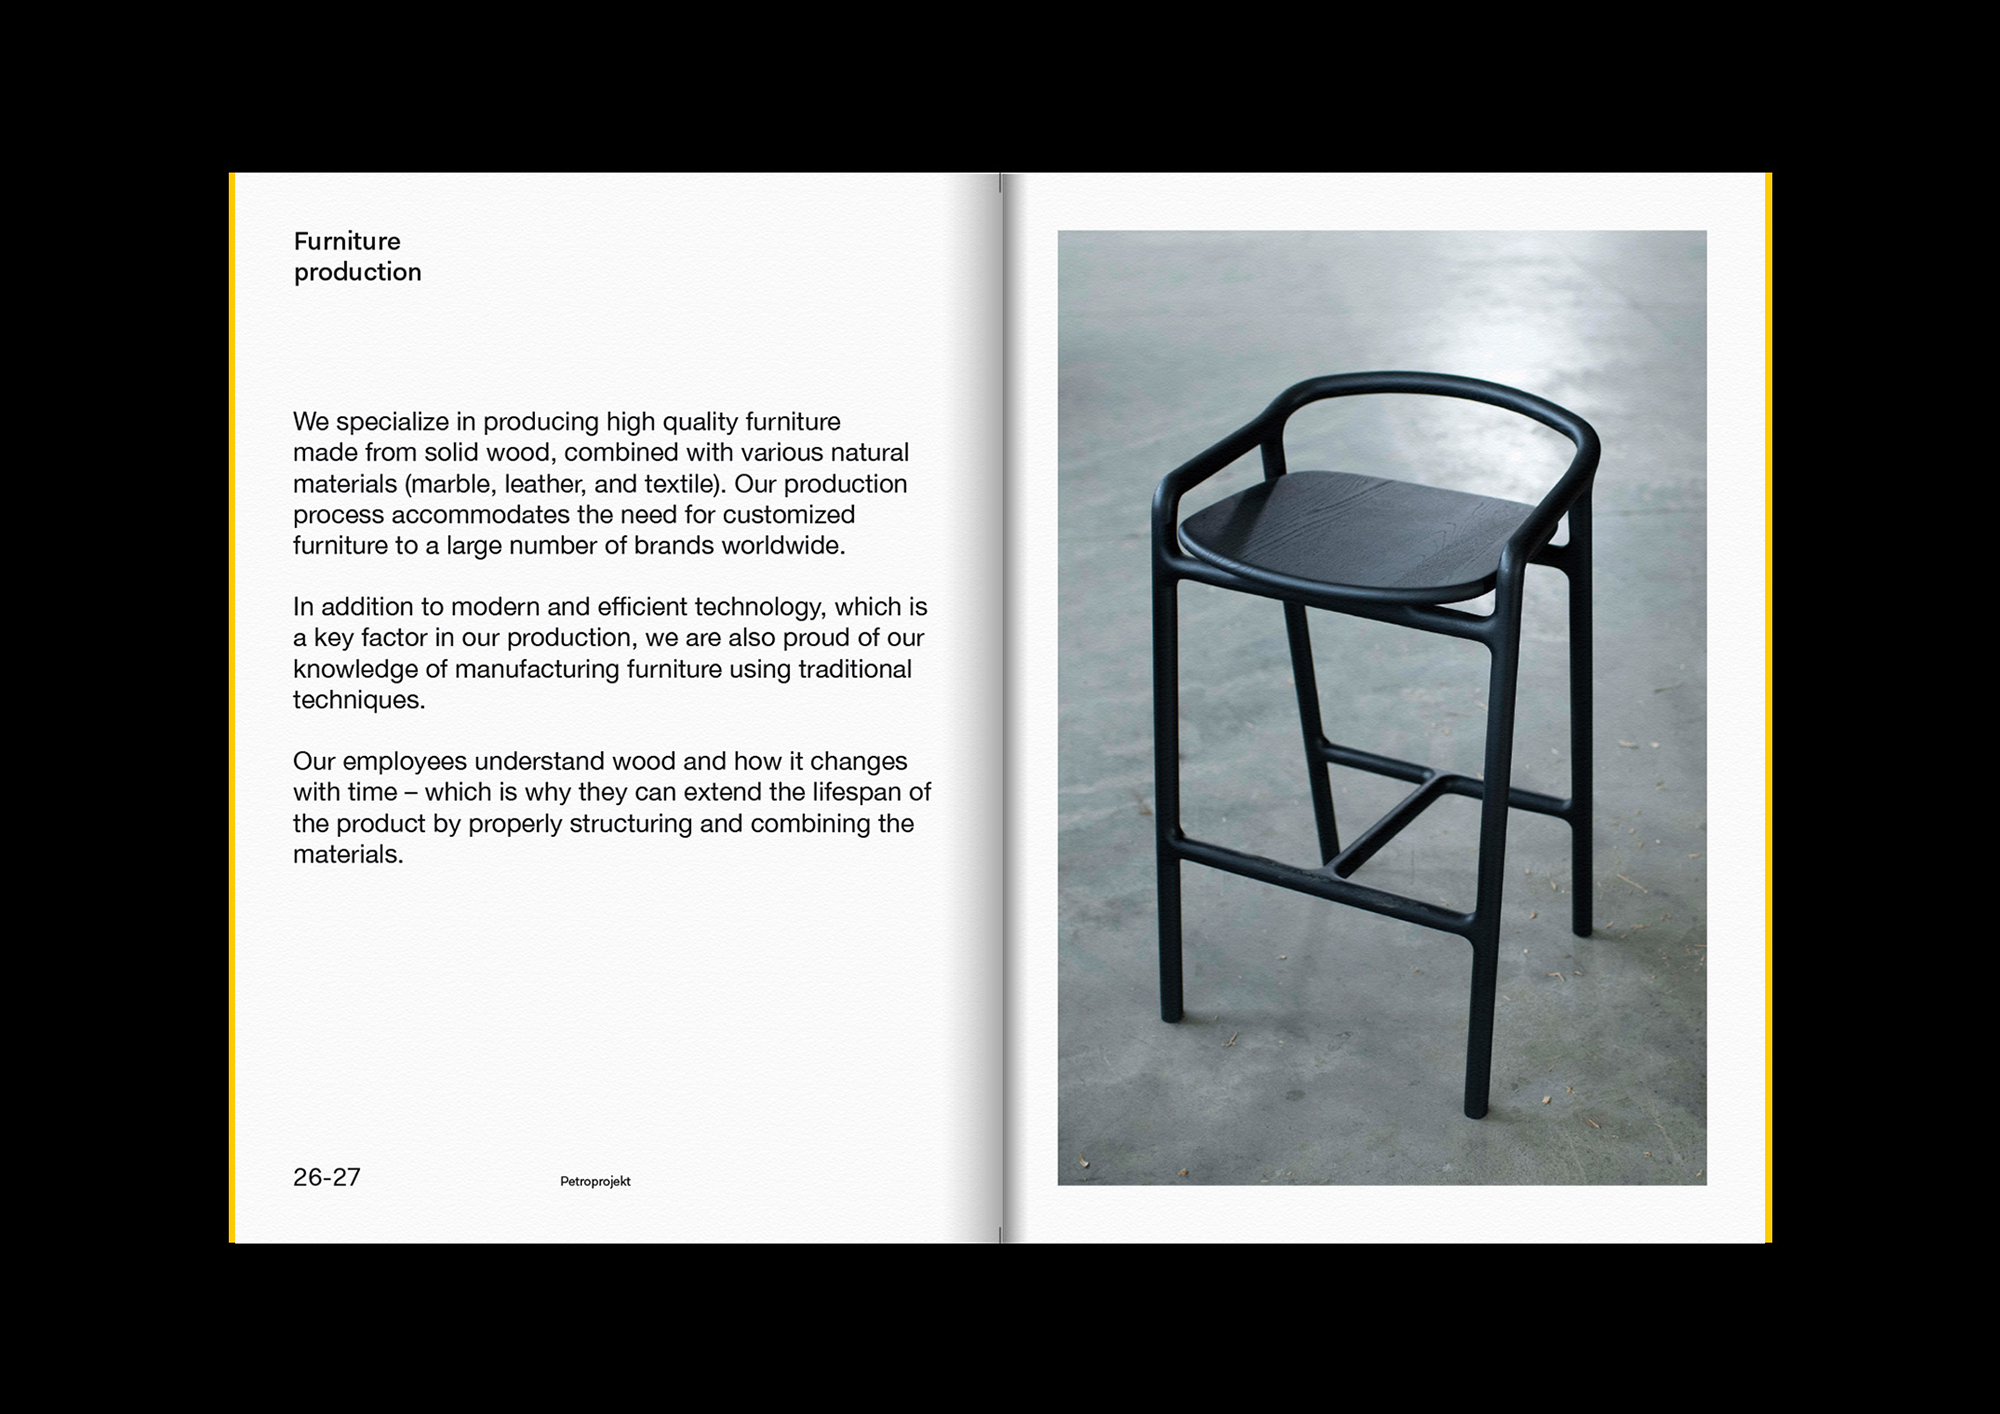 Furniture
production
We specialize in producing high quality furniture
made from solid wood, combined with various natural
materials (marble, leather, and textile). Our production
process accommodates the need for customized
furniture to a large number of brands worldwide.
In addition to modern and efficient technology, which is
a key factor in our production, we are also proud of our
knowledge of manufacturing furniture using traditional
techniques.
Our employees understand wood and how it changes
with time – which is why they can extend the lifespan of
the product by properly structuring and combining the
materials.
26-27
Petroprojekt